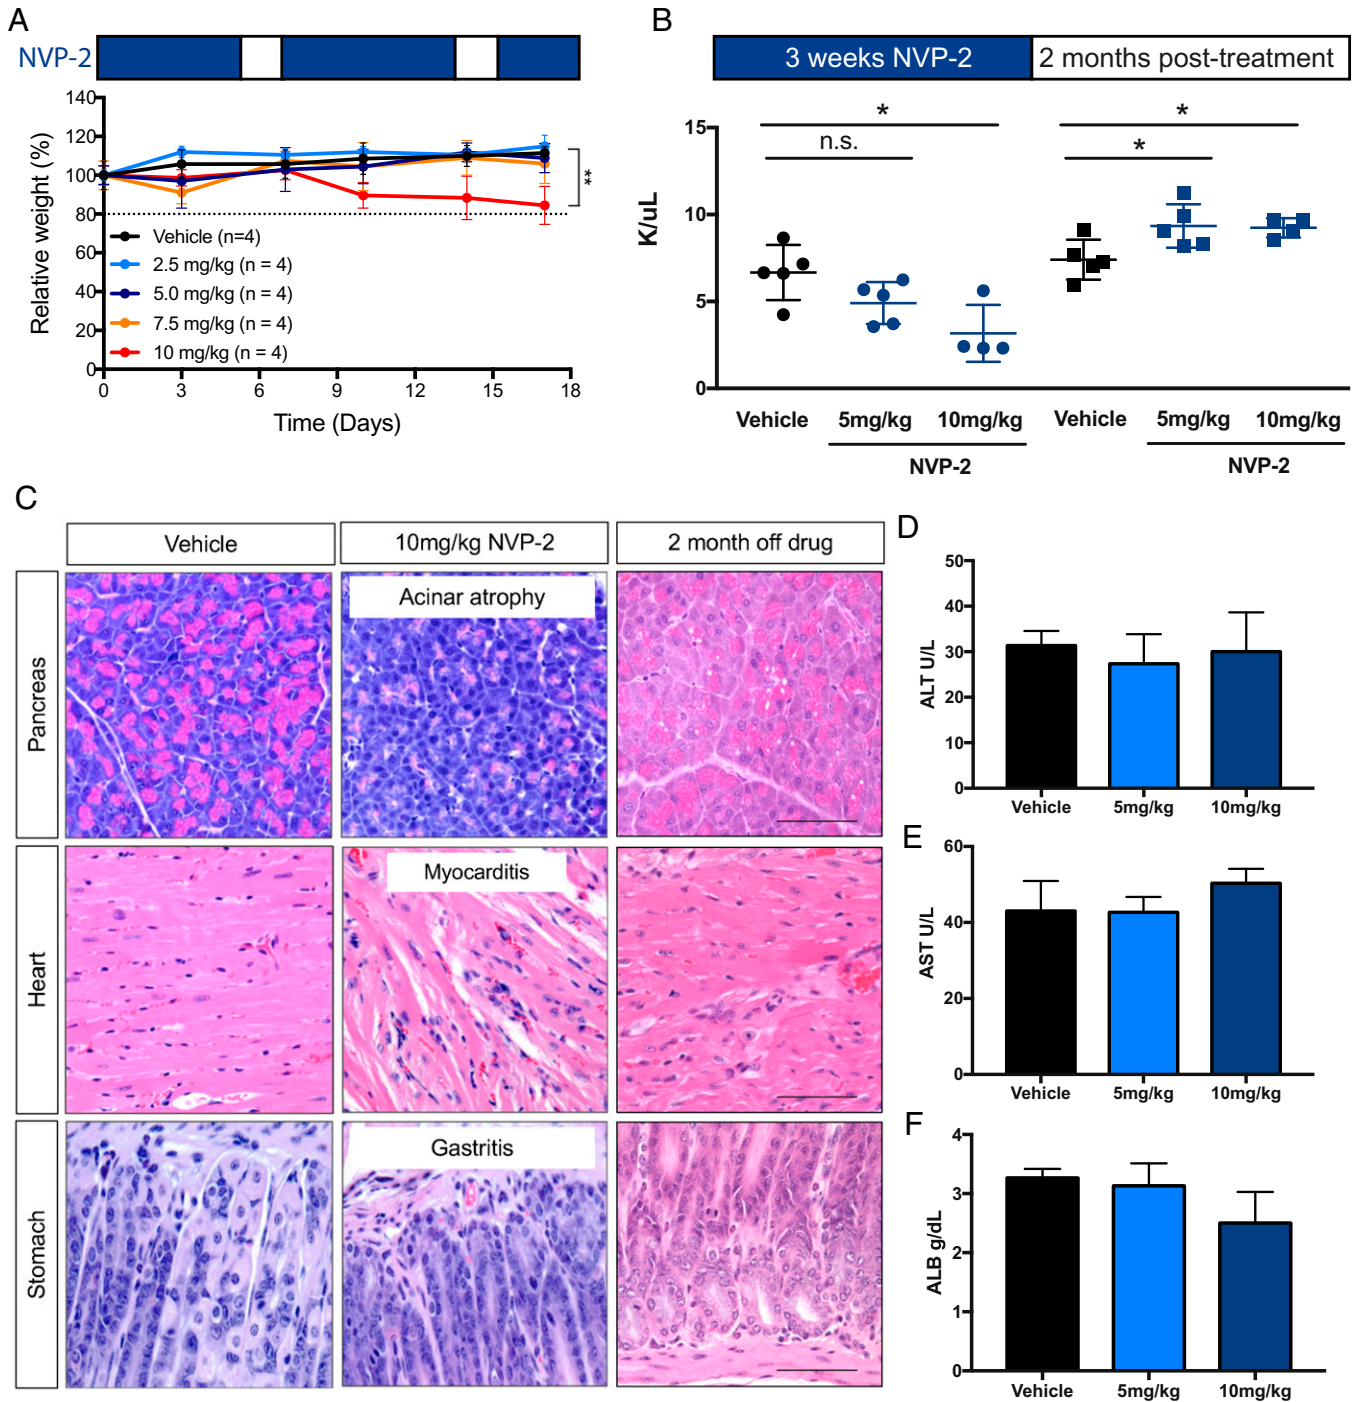 A
NVP-2
140
120
100
80
60
40
20
0
Relative weight (%)
Vehicle (n=4)
2.5 mg/kg (n = 4)
5.0 mg/kg (n = 4)
7.5 mg/kg (n = 4)
10 mg/kg (n = 4)
**
0 3 6 9 12 15 18
Time (Days)
B
3 weeks NVP-2
2 months post-treatment
*
n.s.
*
*
15
10
5
0
K/uL
Vehicle 5mg/kg 10mg/kg Vehicle 5mg/kg 10mg/kg
NVP-2 NVP-2
C
Vehicle
10mg/kg NVP-2
2 month off drug
Pancreas
Acinar atrophy
Heart
Myocarditis
Stomach
Gastritis
D
50
40
30
20
10
0
ALT U/L
Vehicle 5mg/kg 10mg/kg
E
60
40
20
0
AST U/L
Vehicle 5mg/kg 10mg/kg
F
4
3
2
1
0
ALB g/dL
Vehicle 5mg/kg 10mg/kg